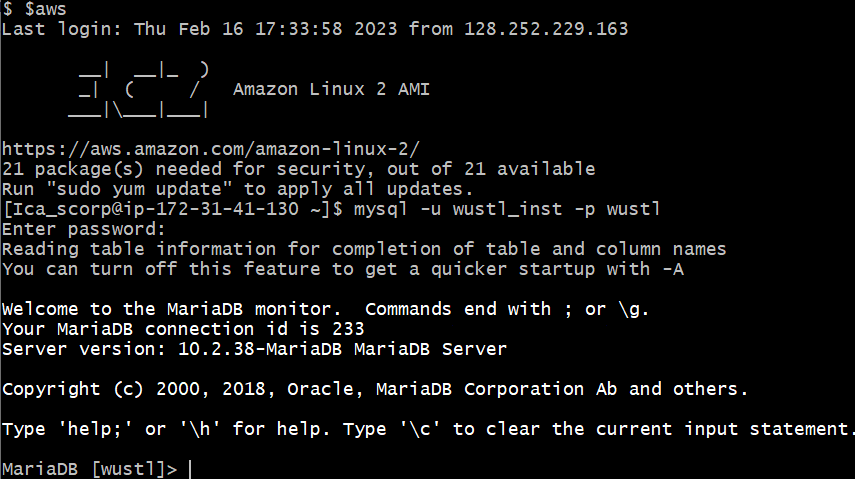 $ $aws
Last login: Thu Feb 16 17:33:58 2023 from 128.252.229.163
       __|  __|_  )
       _|  (     /   Amazon Linux 2 AMI
      ___|\___|___|
https://aws.amazon.com/amazon-linux-2/
21 package(s) needed for security, out of 21 available
Run "sudo yum update" to apply all updates.
[Ica_scorp@ip-172-31-41-130 ~]$ mysql -u wustl_inst -p wustl
Enter password:
Reading table information for completion of table and column names
You can turn off this feature to get a quicker startup with -A
Welcome to the MariaDB monitor.  Commands end with ; or \g.
Your MariaDB connection id is 233
Server version: 10.2.38-MariaDB MariaDB Server
Copyright (c) 2000, 2018, Oracle, MariaDB Corporation Ab and others.
Type 'help;' or '\h' for help. Type '\c' to clear the current input statement.
MariaDB [wustl]>